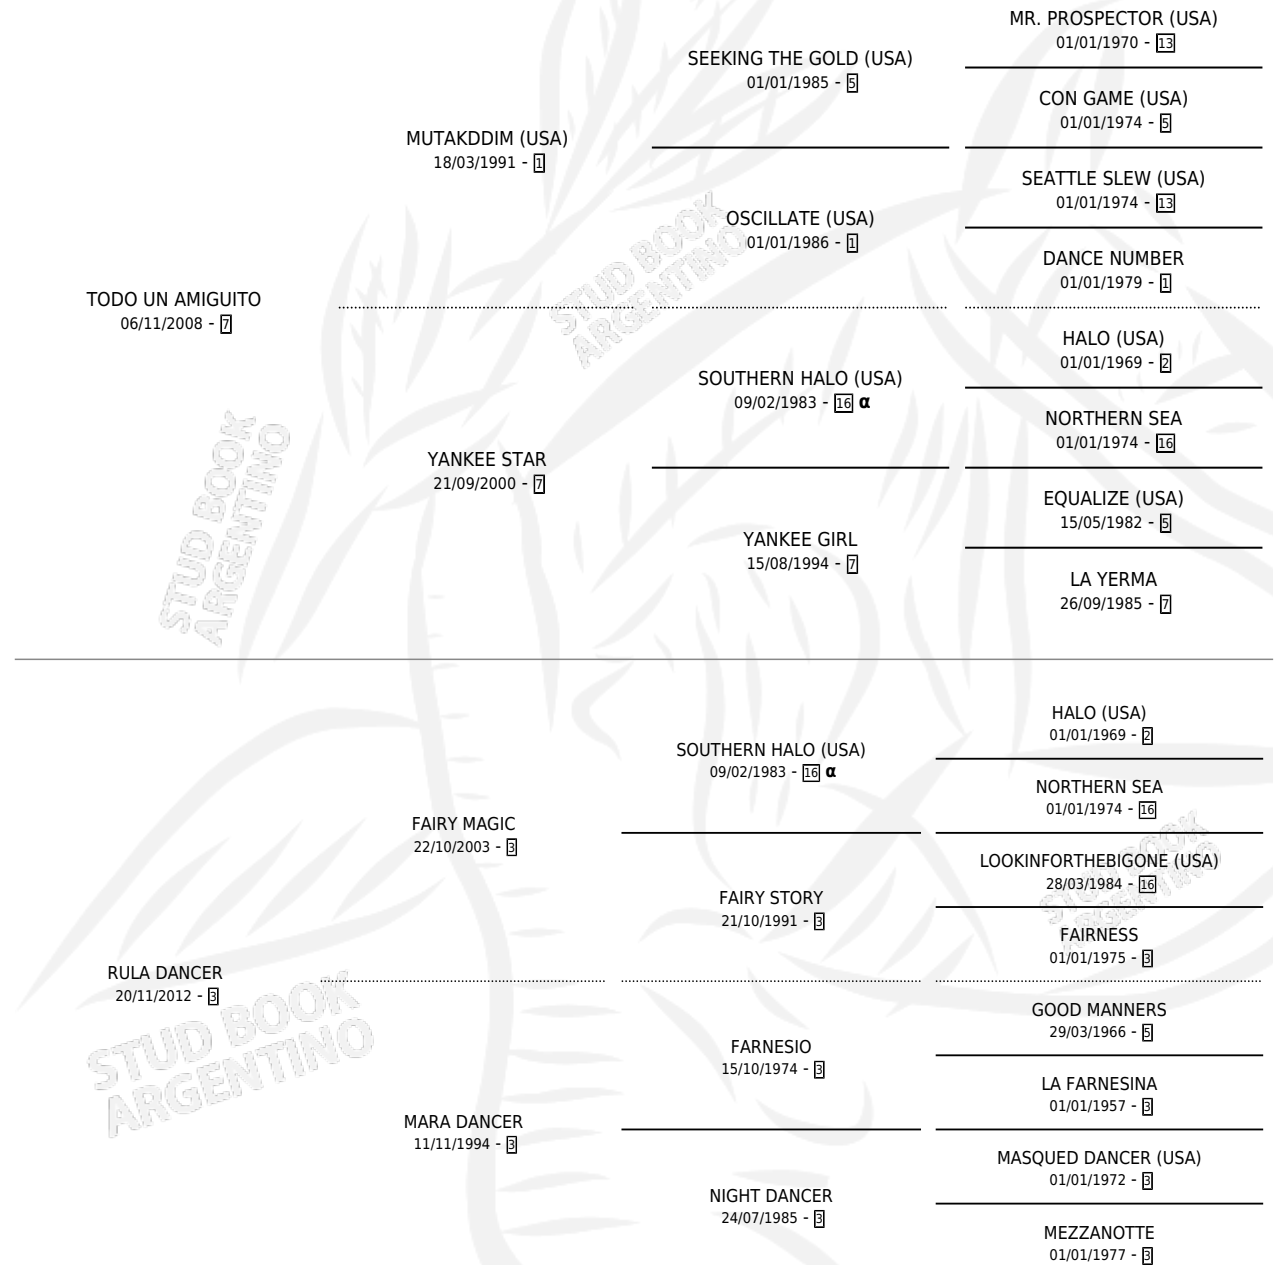 MR. PROSPECTOR (USA)
01/01/1970 - 13
SEEKING THE GOLD (USA)
01/01/1985 - 5
CON GAME (USA)
01/01/1974 - 5
MUTAKDDIM (USA)
18/03/1991 - 1
SEATTLE SLEW (USA)
01/01/1974 - 13
OSCILLATE (USA)
01/01/1986 - 1
DANCE NUMBER
01/01/1979 - 1
TODO UN AMIGUITO
06/11/2008 - 7
HALO (USA)
01/01/1969 - 2
SOUTHERN HALO (USA)
09/02/1983 - 16 α
NORTHERN SEA
01/01/1974 - 16
YANKEE STAR
21/09/2000 - 7
EQUALIZE (USA)
15/05/1982 - 5
YANKEE GIRL
15/08/1994 - 7
LA YERMA
26/09/1985 - 7
HALO (USA)
01/01/1969 - 2
SOUTHERN HALO (USA)
09/02/1983 - 16 α
NORTHERN SEA
01/01/1974 - 16
FAIRY MAGIC
22/10/2003 - 3
LOOKINFORTHEBIGONE (USA)
28/03/1984 - 16
FAIRY STORY
21/10/1991 - 3
FAIRNESS
01/01/1975 - 3
RULA DANCER
20/11/2012 - 3
GOOD MANNERS
29/03/1966 - 5
FARNESIO
15/10/1974 - 3
LA FARNESINA
01/01/1957 - 3
MARA DANCER
11/11/1994 - 3
MASQUED DANCER (USA)
01/01/1972 - 3
NIGHT DANCER
24/07/1985 - 3
MEZZANOTTE
01/01/1977 - 3
STUD BOOK
ARGENTINO
STUD BOOK
ARGENTINO
STUD BOOK
ARGENTINO
STUD BOOK
ARGENTINO